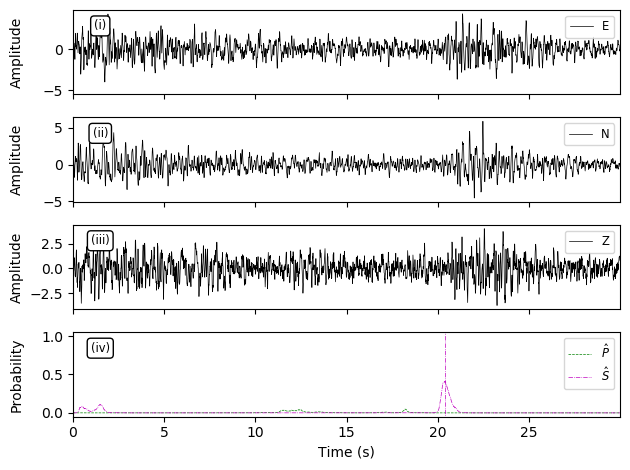 (i)
E
Amplitude
0
−5
(ii)
N
Amplitude
5
0
−5
(iii)
Z
Amplitude
2.5
0.0
−2.5
(iv)
P̂
Ŝ
Probability
1.0
0.5
0.0
0 5 10 15 20 25
Time (s)